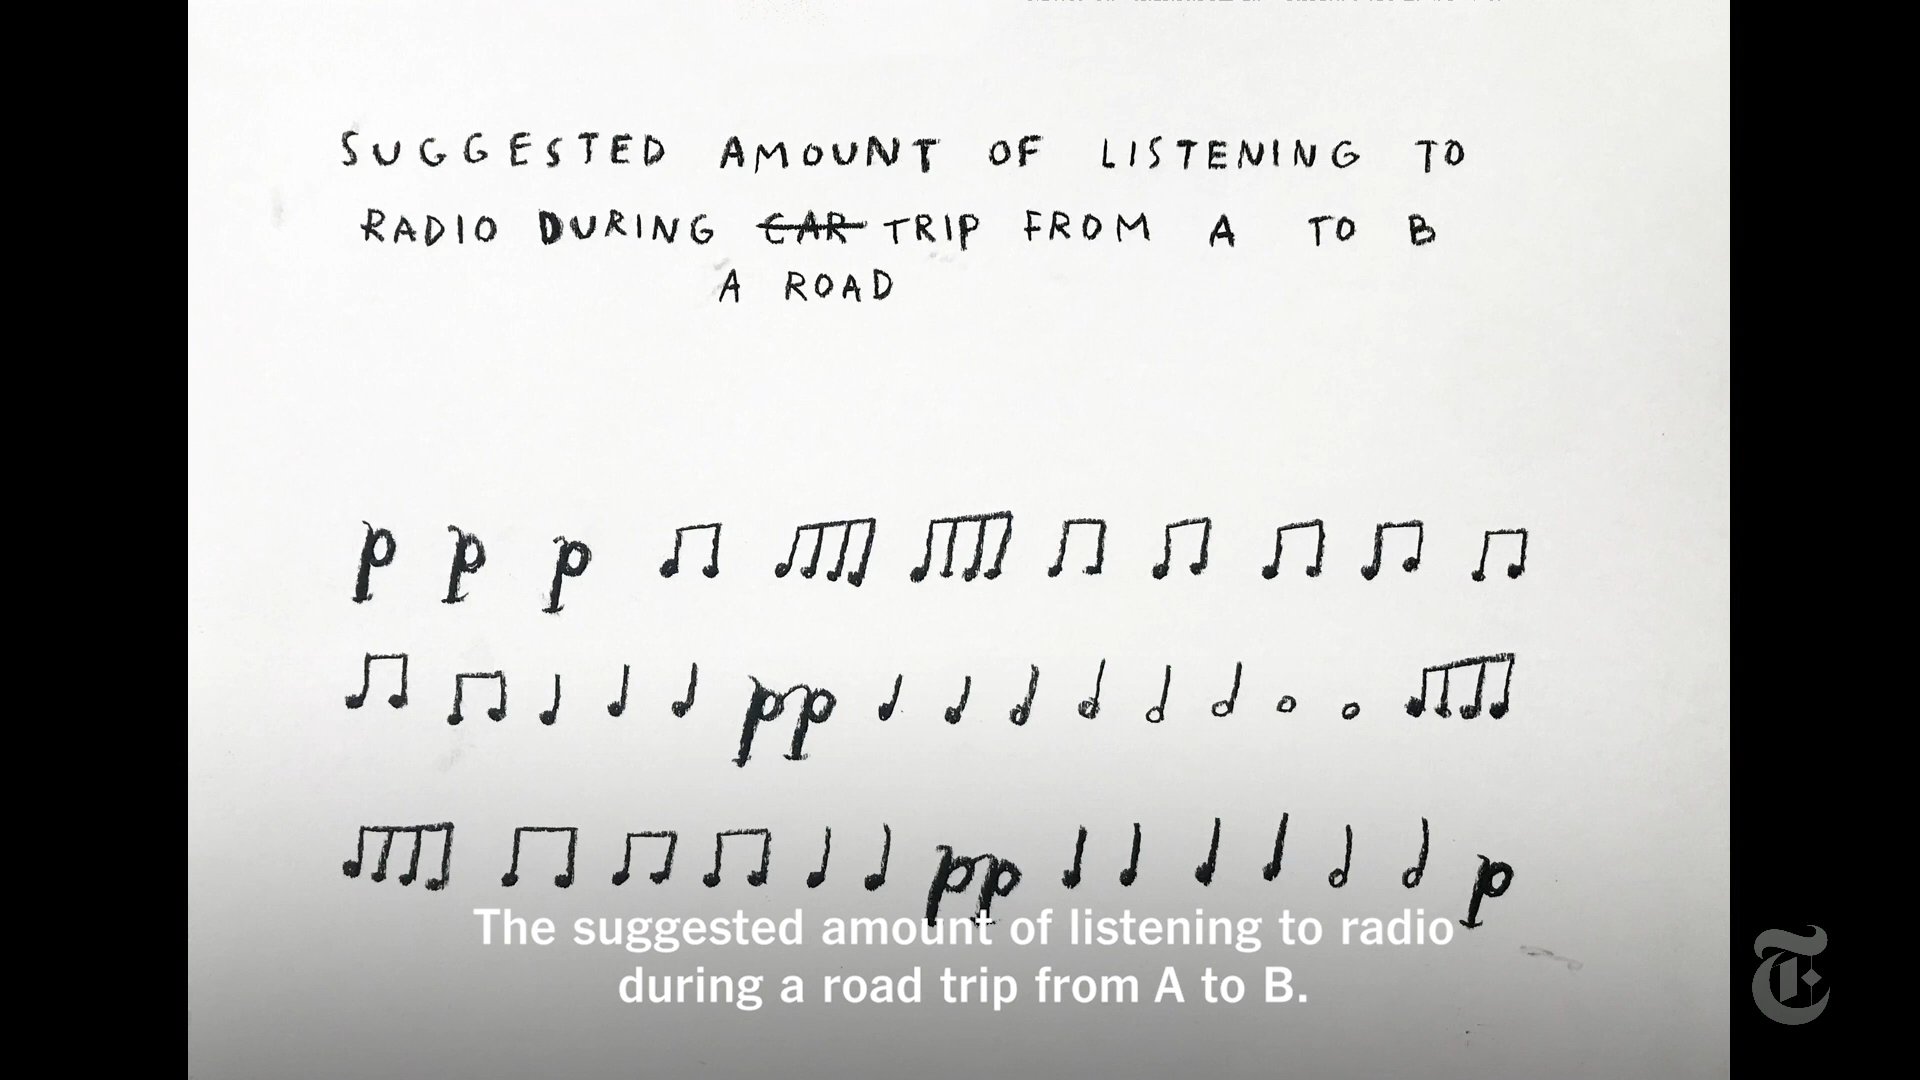 SUGGESTED AMOUNT OF LISTENING TO
RADIO DURING CAR TRIP FROM A TO B
A ROAD
p p p
pp
pp p
The suggested amount of listening to radio
during a road trip from A to B.
T